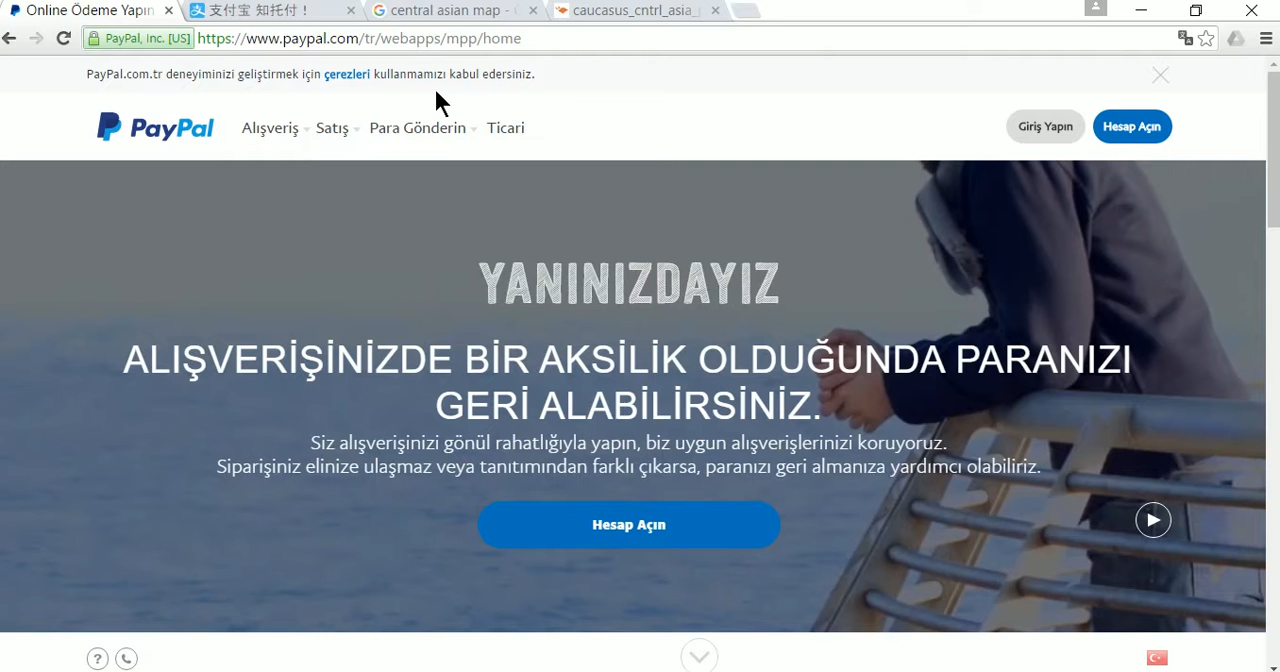 Online Ödeme Yapın
支付宝 知托付！
central asian map -
caucasus_cntrl_asia_
PayPal, Inc. [US]
https://www.paypal.com/tr/webapps/mpp/home
PayPal.com.tr deneyiminizi geliştirmek için çerezleri kullanmamızı kabul edersiniz.
PayPal
Alışveriş
Satış
Para Gönderin
Ticari
Giriş Yapın
Hesap Açın
YANINIZDAYIZ
ALIŞVERİŞİNİZDE BİR AKSİLİK OLDUĞUNDA PARANIZI
GERİ ALABİLİRSİNİZ.
Siz alışverişinizi gönül rahatlığıyla yapın, biz uygun alışverişlerinizi koruyoruz.
Siparişiniz elinize ulaşmaz veya tanıtımından farklı çıkarsa, paranızı geri almanıza yardımcı olabiliriz.
Hesap Açın